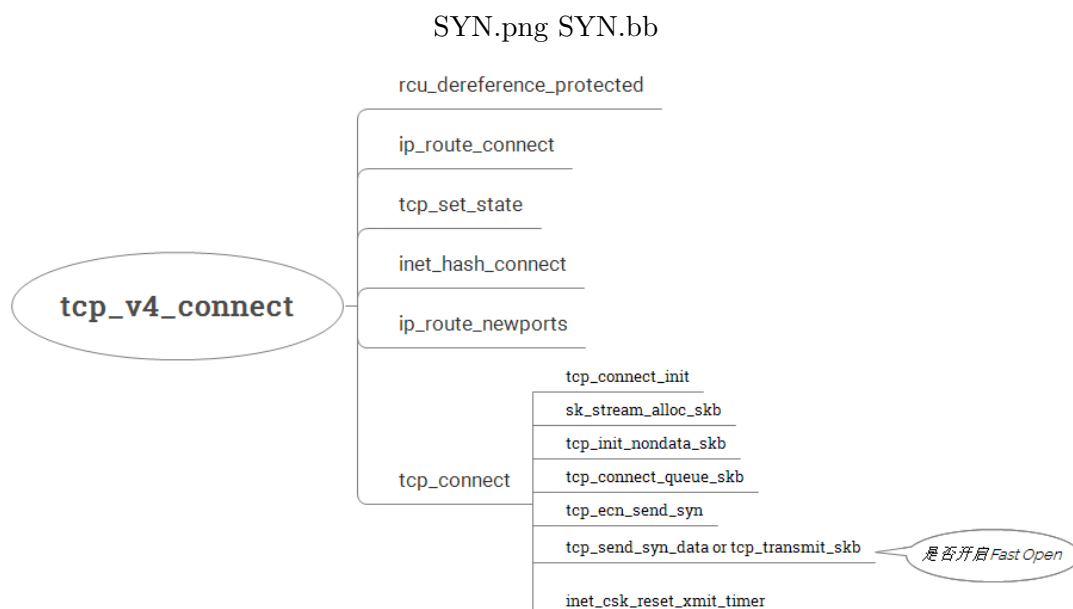 SYN.png SYN.bb
rcu_dereference_protected
ip_route_connect
tcp_set_state
inet_hash_connect
tcp_v4_connect
ip_route_newports
tcp_connect_init
sk_stream_alloc_skb
tcp_init_nondata_skb
tcp_connect
tcp_connect_queue_skb
tcp_ecn_send_syn
tcp_send_syn_data or tcp_transmit_skb
是否开启Fast Open
inet_csk_reset_xmit_timer